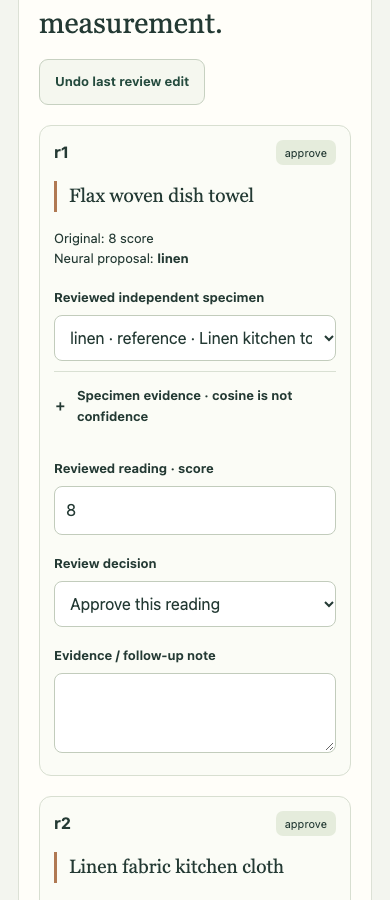 measurement.
Undo last review edit
r1
approve
Flax woven dish towel
Original: 8 score
Neural proposal: linen
Reviewed independent specimen
linen · reference · Linen kitchen to
+
Specimen evidence · cosine is not
confidence
Reviewed reading · score
8
Review decision
Approve this reading
Evidence / follow-up note
r2
approve
Linen fabric kitchen cloth